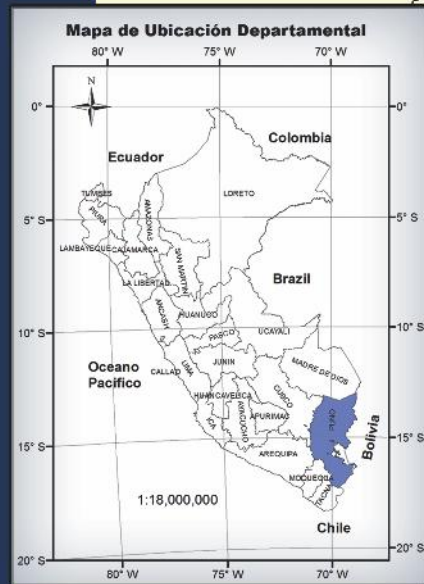 Mapa de Ubicación Departamental
80° W 75° W 70° W
N
0° 0°
Colombia
Ecuador
LORETO
TUMBES
5° S 5° S
PIURA
AMAZONAS
LAMBAYEQUE
CAJAMARCA
SAN MARTIN
Brazil
LA LIBERTAD
ANCASH
HUANUCO
UCAYALI
10° S 10° S
PASCO
Oceano
Pacifico
LIMA
JUNIN
MADRE DE DIOS
CALLAO
CUSCO
HUANCAVELICA
AYACUCHO
APURIMAC
ICA
Bolivia
15° S 15° S
AREQUIPA
MOQUEGUA
1:18,000,000
TACNA
Chile
20° S 20° S
80° W 75° W 70° W